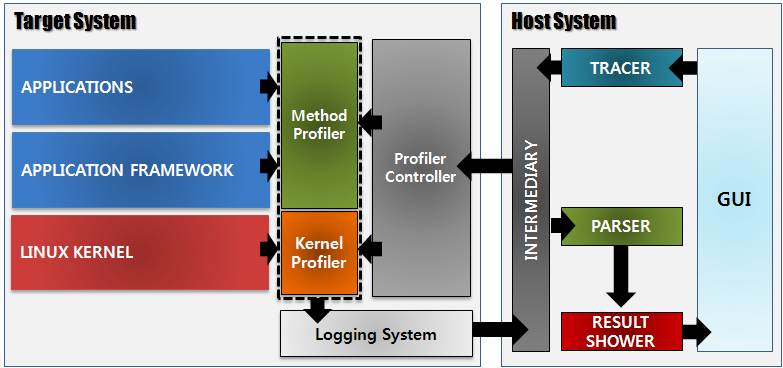 Target System
APPLICATIONS
APPLICATION FRAMEWORK
LINUX KERNEL
Method
Profiler
Kernel
Profiler
Profiler
Controller
Logging System
Host System
INTERMEDIARY
TRACER
PARSER
RESULT
SHOWER
GUI